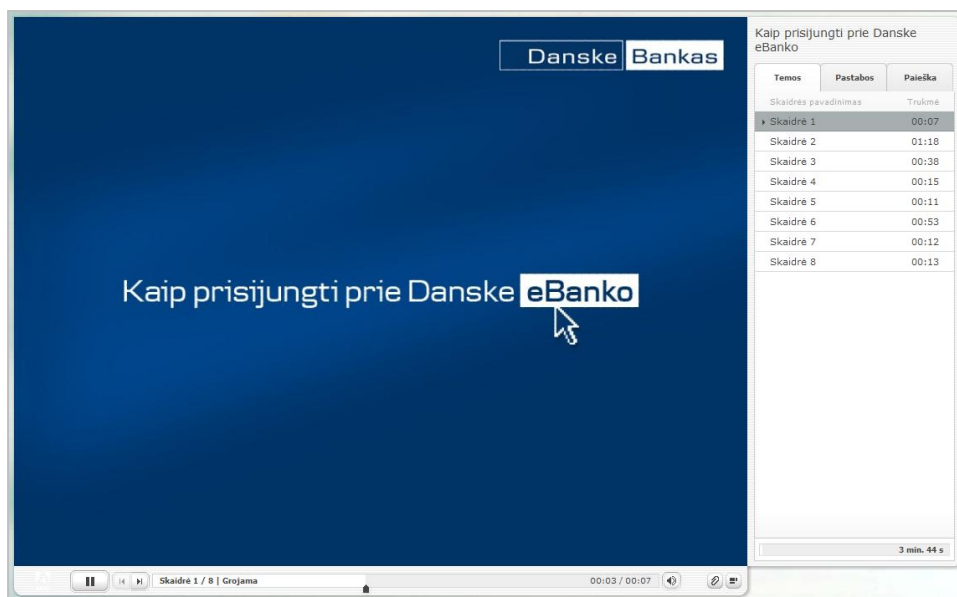 Danske Bankas
Kaip prisijungti prie Danske eBanko
Kaip prisijungti prie Danske
eBanko
Temos Pastabos Paieška
Skaidrės pavadinimas Trukmė
Skaidrė 1 00:07
Skaidrė 2 01:18
Skaidrė 3 00:38
Skaidrė 4 00:15
Skaidrė 5 00:11
Skaidrė 6 00:53
Skaidrė 7 00:12
Skaidrė 8 00:13
3 min. 44 s
Skaidrė 1 / 8 | Grojama 00:03 / 00:07